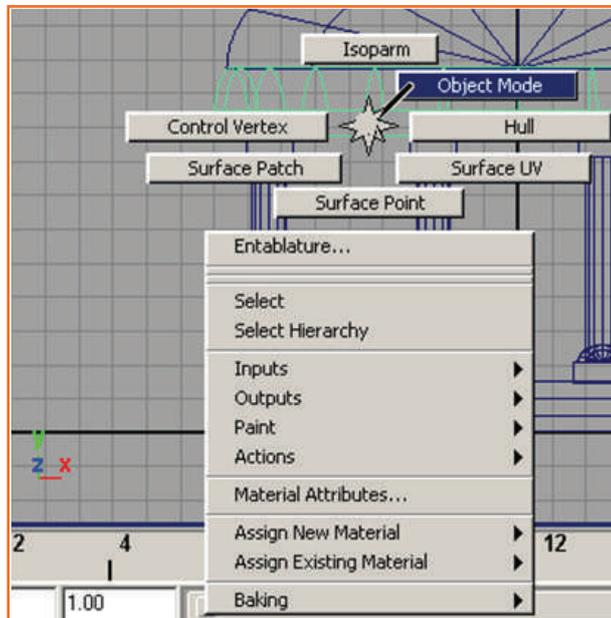 Isoparm
Object Mode
Control Vertex
Hull
Surface Patch
Surface UV
Surface Point
Entablature...
Select
Select Hierarchy
Inputs
Outputs
Paint
Actions
Material Attributes...
Assign New Material
Assign Existing Material
Baking
y
z x
2 4 12
1.00